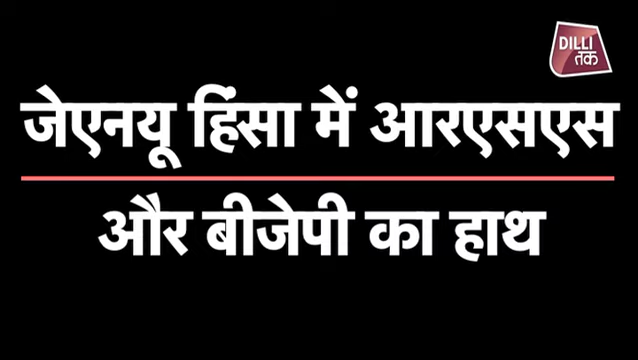 DILLI
तक
जेएनयू हिंसा में आरएसएस
और बीजेपी का हाथ